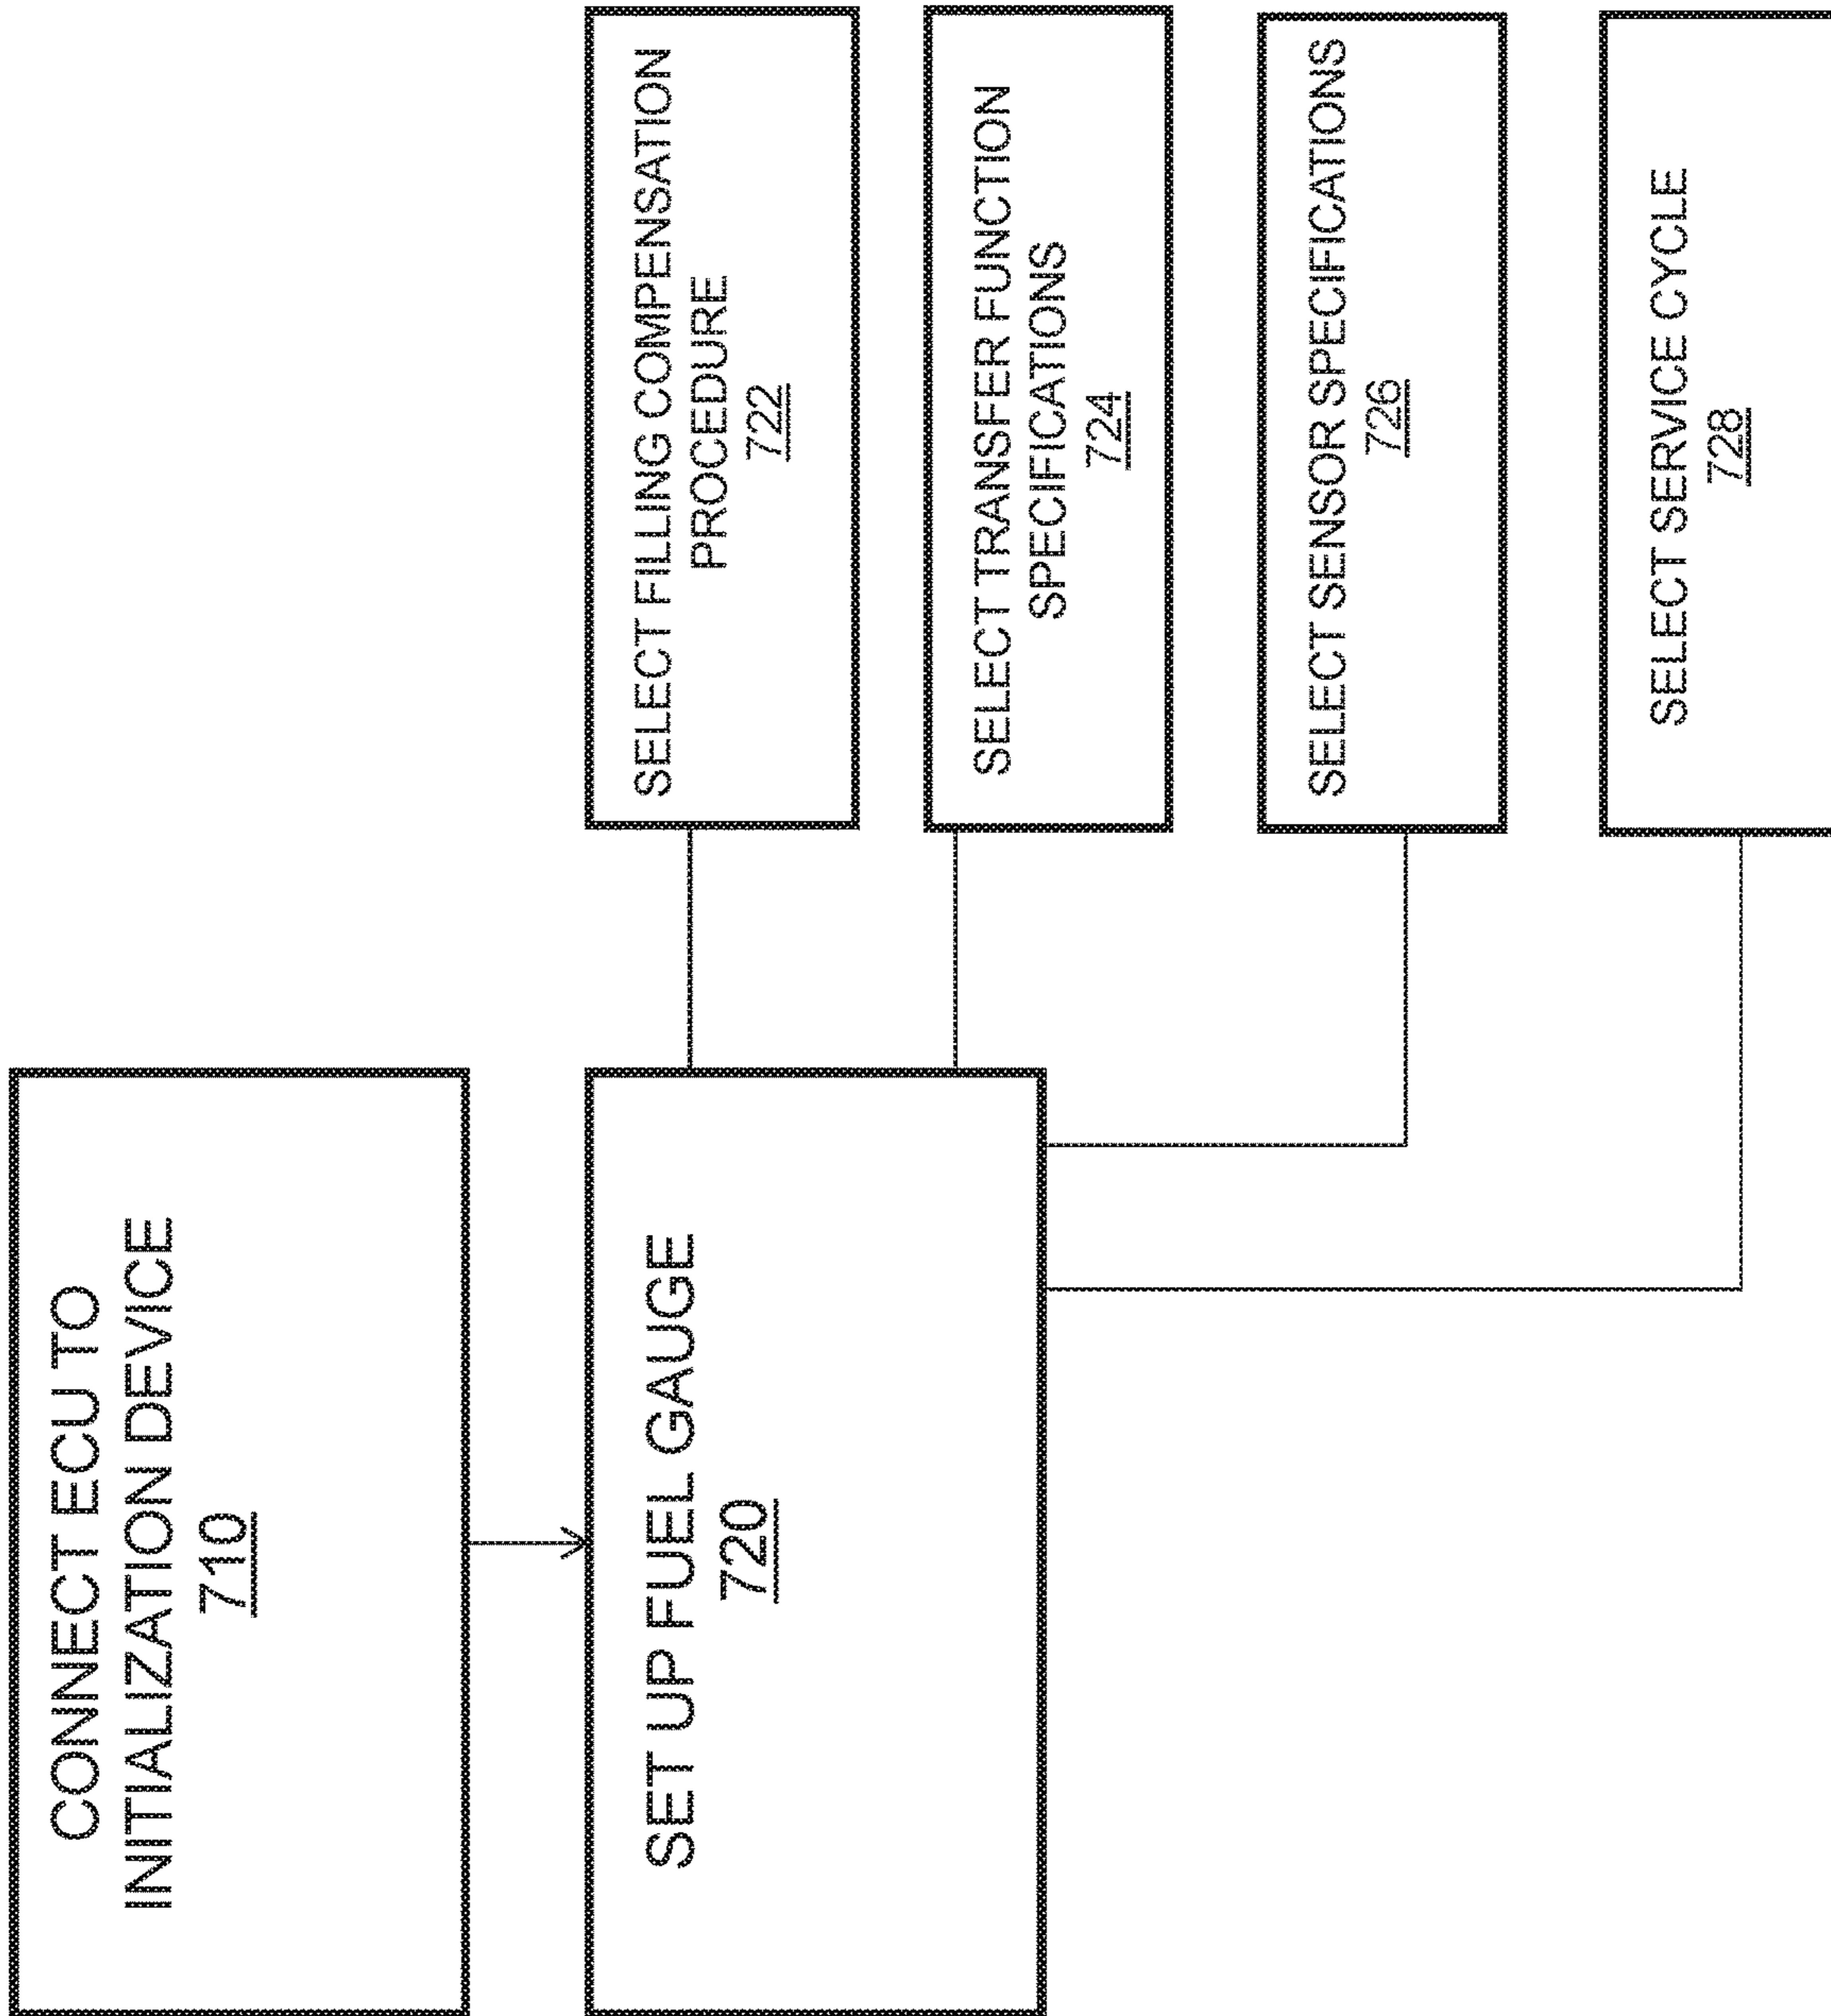 CONNECT ECU TO
INITIALIZATION DEVICE
710
SET UP FUEL GAUGE
720
SELECT FILLING COMPENSATION
PROCEDURE
722
SELECT TRANSFER FUNCTION
SPECIFICATIONS
724
SELECT SENSOR SPECIFICATIONS
726
SELECT SERVICE CYCLE
728